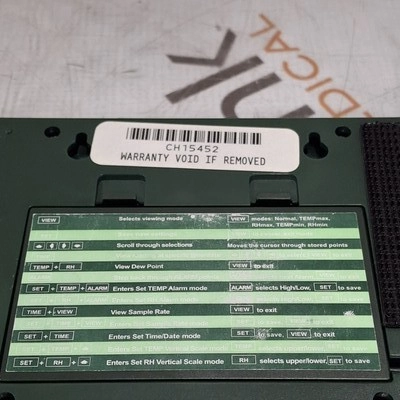 EDICAL
nk
CH15452
WARRANTY VOID IF REMOVED
VIEW Selects viewing mode VIEW modes: Normal, TEMPmax,
RHmax, TEMPmin, RHmin
Scroll through selections Moves the cursor through stored points
TEMP + RH View Dew Point VIEW to exit
SET + TEMP + ALARM Enters Set TEMP Alarm mode ALARM selects High/Low, SET to save
TIME + VIEW View Sample Rate VIEW to exit
SET + TIME + Enters Set Time/Date mode SET to save, VIEW to exit
SET + RH + Enters Set RH Vertical Scale mode RH selects upper/lower, SET to save